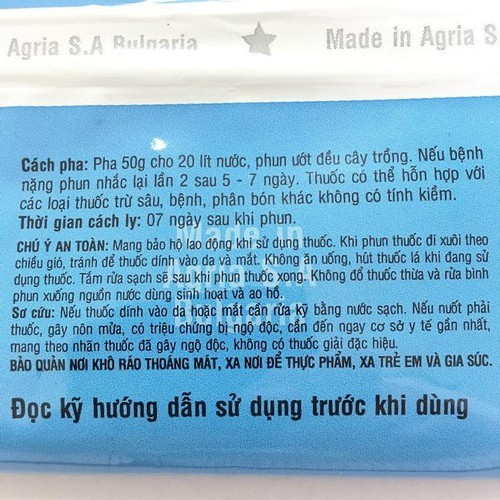 Agria S.A Bulgaria ★ Made in Agria S
Cách pha: Pha 50g cho 20 lít nước, phun ướt đều cây trồng. Nếu bệnh
nặng phun nhắc lại lần 2 sau 5 - 7 ngày. Thuốc có thể hỗn hợp với
các loại thuốc trừ sâu, bệnh, phân bón khác không có tính kiềm.
Thời gian cách ly: 07 ngày sau khi phun.
CHÚ Ý AN TOÀN: Mang bảo hộ lao động khi sử dụng thuốc. Khi phun thuốc đi xuôi theo
chiều gió, tránh để thuốc dính vào da và mắt. Không ăn uống, hút thuốc lá khi đang sử
dụng thuốc. Tắm rửa sạch sẽ sau khi phun thuốc xong. Không đổ thuốc thừa và rửa bình
phun xuống nguồn nước dùng sinh hoạt và ao hồ.
Sơ cứu: Nếu thuốc dính vào da hoặc mắt cần rửa kỹ bằng nước sạch. Nếu nuốt phải
thuốc, gây nôn mửa, có triệu chứng bị ngộ độc, cần đến ngay cơ sở y tế gần nhất,
mang theo nhãn thuốc đã gây ngộ độc, không có thuốc giải đặc hiệu.
BẢO QUẢN NƠI KHÔ RÁO THOÁNG MÁT, XA NƠI ĐỂ THỰC PHẨM, XA TRẺ EM VÀ GIA SÚC.
Đọc kỹ hướng dẫn sử dụng trước khi dùng
Made in
Agria S.A
Bulgaria